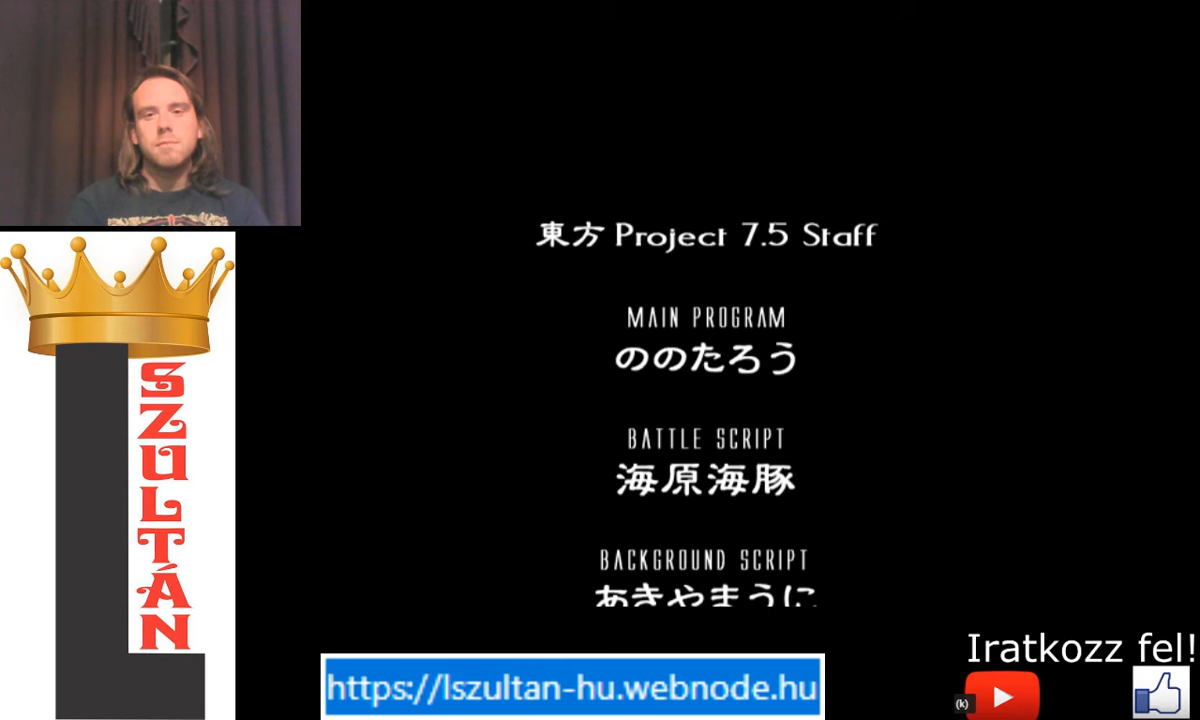 東方 Project 7.5 Staff
MAIN PROGRAM
ののたろう
BATTLE SCRIPT
海原海豚
BACKGROUND SCRIPT
あきやまうに
L SZULTÁN
https://lszultan-hu.webnode.hu
Iratkozz fel!
(k)